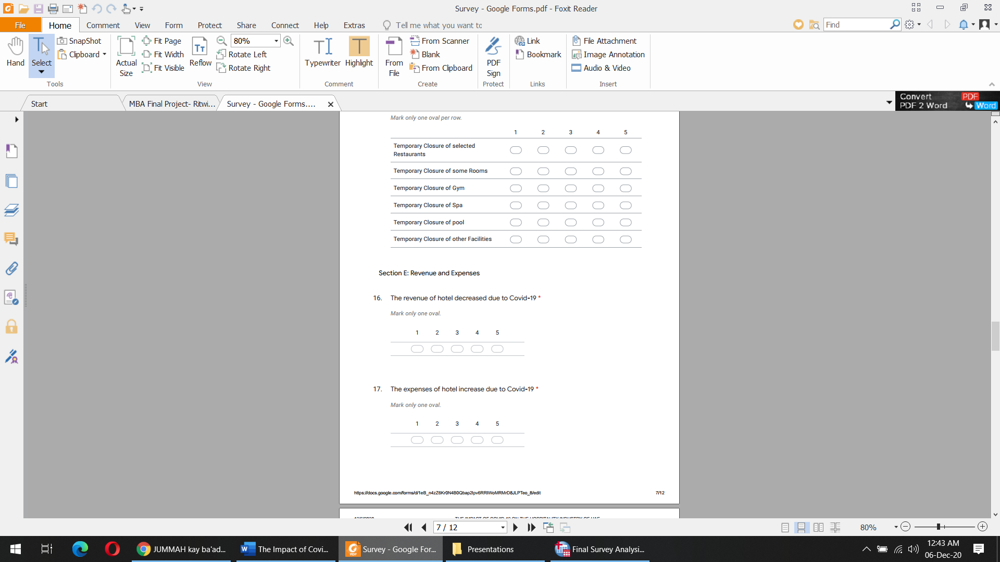 Survey - Google Forms.pdf - Foxit Reader
File Home Comment View Form Protect Share Connect Help Extras Tell me what you want to Find
Hand
Select
SnapShot
Clipboard
Tools
Actual Size
Fit Page
Fit Width
Fit Visible
Reflow
80%
Rotate Left
Rotate Right
View
Typewriter
Highlight
Comment
From File
From Scanner
Blank
From Clipboard
Create
PDF Sign
Protect
Link
Bookmark
Links
File Attachment
Image Annotation
Audio & Video
Insert
Start
MBA Final Project- Ritwi...
Survey - Google Forms....
Convert PDF
PDF 2 Word Word
Mark only one oval per row.
1 2 3 4 5
Temporary Closure of selected
Restaurants
Temporary Closure of some Rooms
Temporary Closure of Gym
Temporary Closure of Spa
Temporary Closure of pool
Temporary Closure of other Facilities
Section E: Revenue and Expenses
16. The revenue of hotel decreased due to Covid-19 *
Mark only one oval.
1 2 3 4 5
17. The expenses of hotel increase due to Covid-19 *
Mark only one oval.
1 2 3 4 5
7/12
7 / 12
80%
JUMMAH kay ba'ad...
The Impact of Covi...
Survey - Google For...
Presentations
Final Survey Analysi...
12:43 AM
06-Dec-20